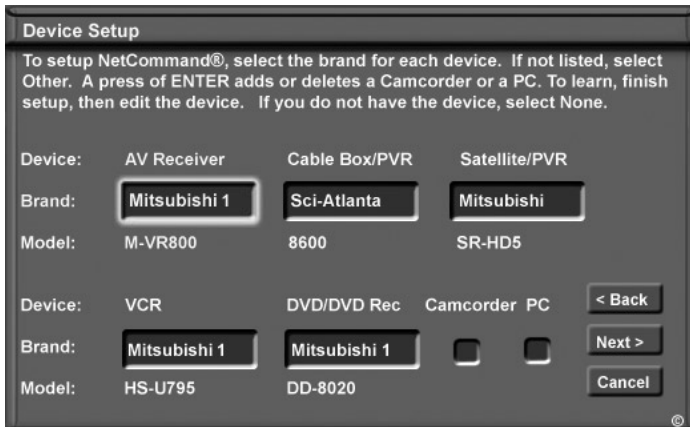 Device Setup
To setup NetCommand®, select the brand for each device. If not listed, select
Other. A press of ENTER adds or deletes a Camcorder or a PC. To learn, finish
setup, then edit the device. If you do not have the device, select None.
Device: AV Receiver Cable Box/PVR Satellite/PVR
Brand: Mitsubishi 1 Sci-Atlanta Mitsubishi
Model: M-VR800 8600 SR-HD5
Device: VCR DVD/DVD Rec Camcorder PC < Back
Brand: Mitsubishi 1 Mitsubishi 1 Next >
Model: HS-U795 DD-8020 Cancel
©